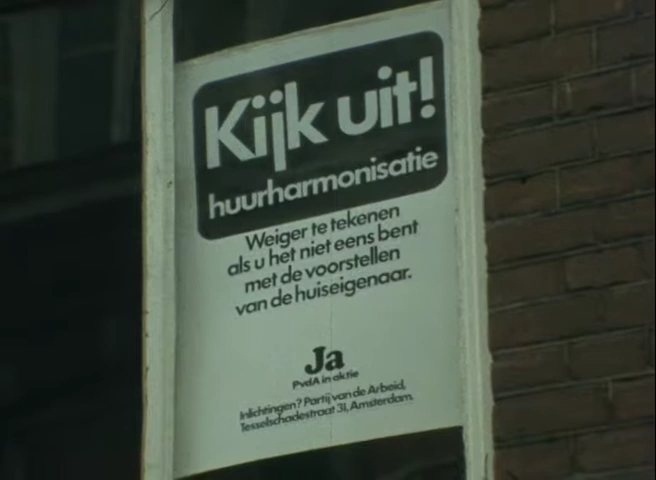 Kijk uit!
huurharmonisatie
Weiger te tekenen
als u het niet eens bent
met de voorstellen
van de huiseigenaar.
Ja
PvdA in aktie
Inlichtingen? Partij van de Arbeid,
Tesselschadestraat 31, Amsterdam.